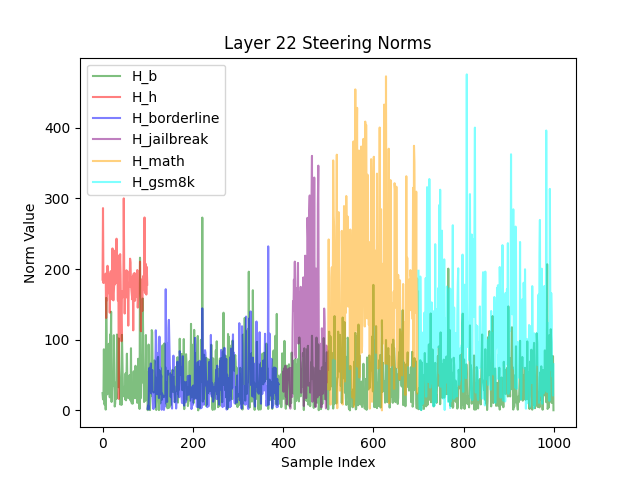 Layer 22 Steering Norms
H_b
H_h
H_borderline
H_jailbreak
H_math
H_gsm8k
Norm Value
400
300
200
100
0
0
200
400
600
800
1000
Sample Index